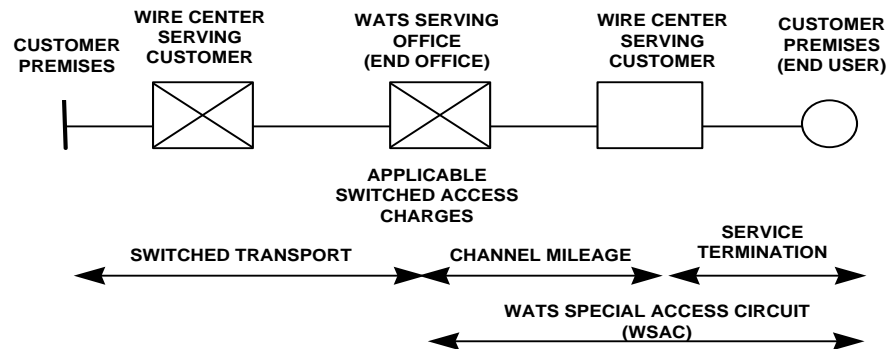 CUSTOMER
PREMISES
WIRE CENTER
SERVING
CUSTOMER
WATS SERVING
OFFICE
(END OFFICE)
WIRE CENTER
SERVING
CUSTOMER
CUSTOMER
PREMISES
(END USER)
APPLICABLE
SWITCHED ACCESS
CHARGES
SWITCHED TRANSPORT
CHANNEL MILEAGE
SERVICE
TERMINATION
WATS SPECIAL ACCESS CIRCUIT
(WSAC)